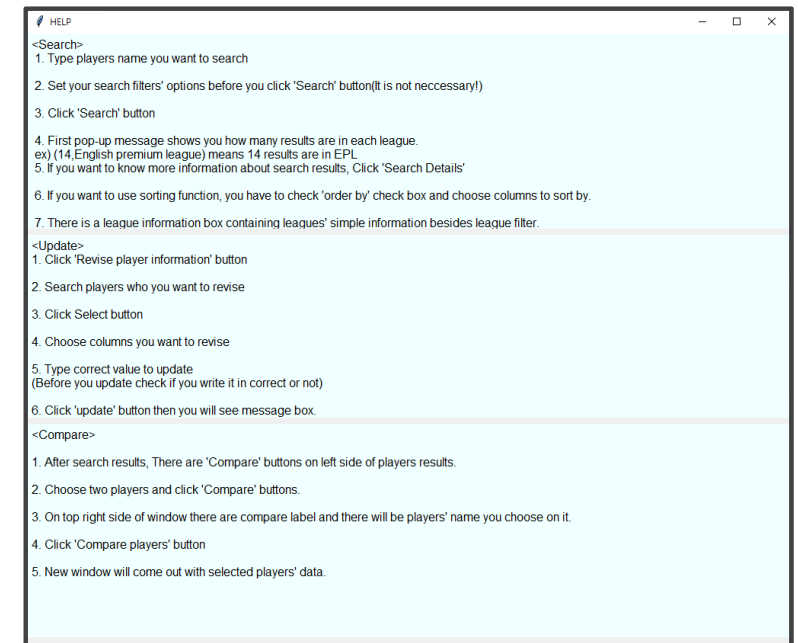 HELP
<Search>
1. Type players name you want to search
2. Set your search filters' options before you click 'Search' button(It is not neccessary!)
3. Click 'Search' button
4. First pop-up message shows you how many results are in each league.
ex) (14,English premium league) means 14 results are in EPL
5. If you want to know more information about search results, Click 'Search Details'
6. If you want to use sorting function, you have to check 'order by' check box and choose columns to sort by.
7. There is a league information box containing leagues' simple information besides league filter.
<Update>
1. Click 'Revise player information' button
2. Search players who you want to revise
3. Click Select button
4. Choose columns you want to revise
5. Type correct value to update
(Before you update check if you write it in correct or not)
6. Click 'update' button then you will see message box.
<Compare>
1. After search results, There are 'Compare' buttons on left side of players results.
2. Choose two players and click 'Compare' buttons.
3. On top right side of window there are compare label and there will be players' name you choose on it.
4. Click 'Compare players' button
5. New window will come out with selected players' data.